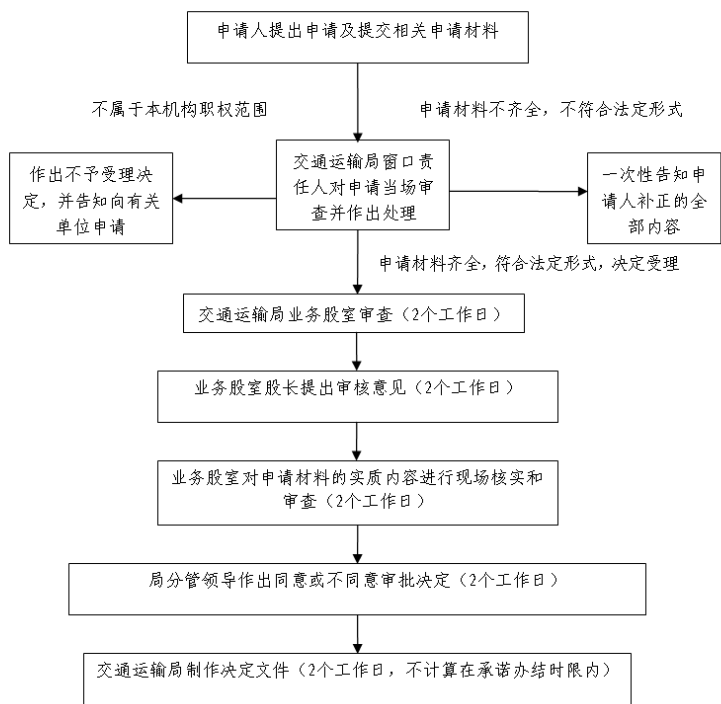 申请人提出申请及提交相关申请材料
不属于本机构职权范围
申请材料不齐全，不符合法定形式
作出不予受理决
定，并告知向有关
单位申请
交通运输局窗口责
任人对申请当场审
查并作出处理
一次性告知申
请人补正的全
部内容
申请材料齐全，符合法定形式，决定受理
交通运输局业务股室审查（2个工作日）
业务股室股长提出审核意见（2个工作日）
业务股室对申请材料的实质内容进行现场核实和
审查（2个工作日）
局分管领导作出同意或不同意审批决定（2个工作日）
交通运输局制作决定文件（2个工作日，不计算在承诺办结时限内）